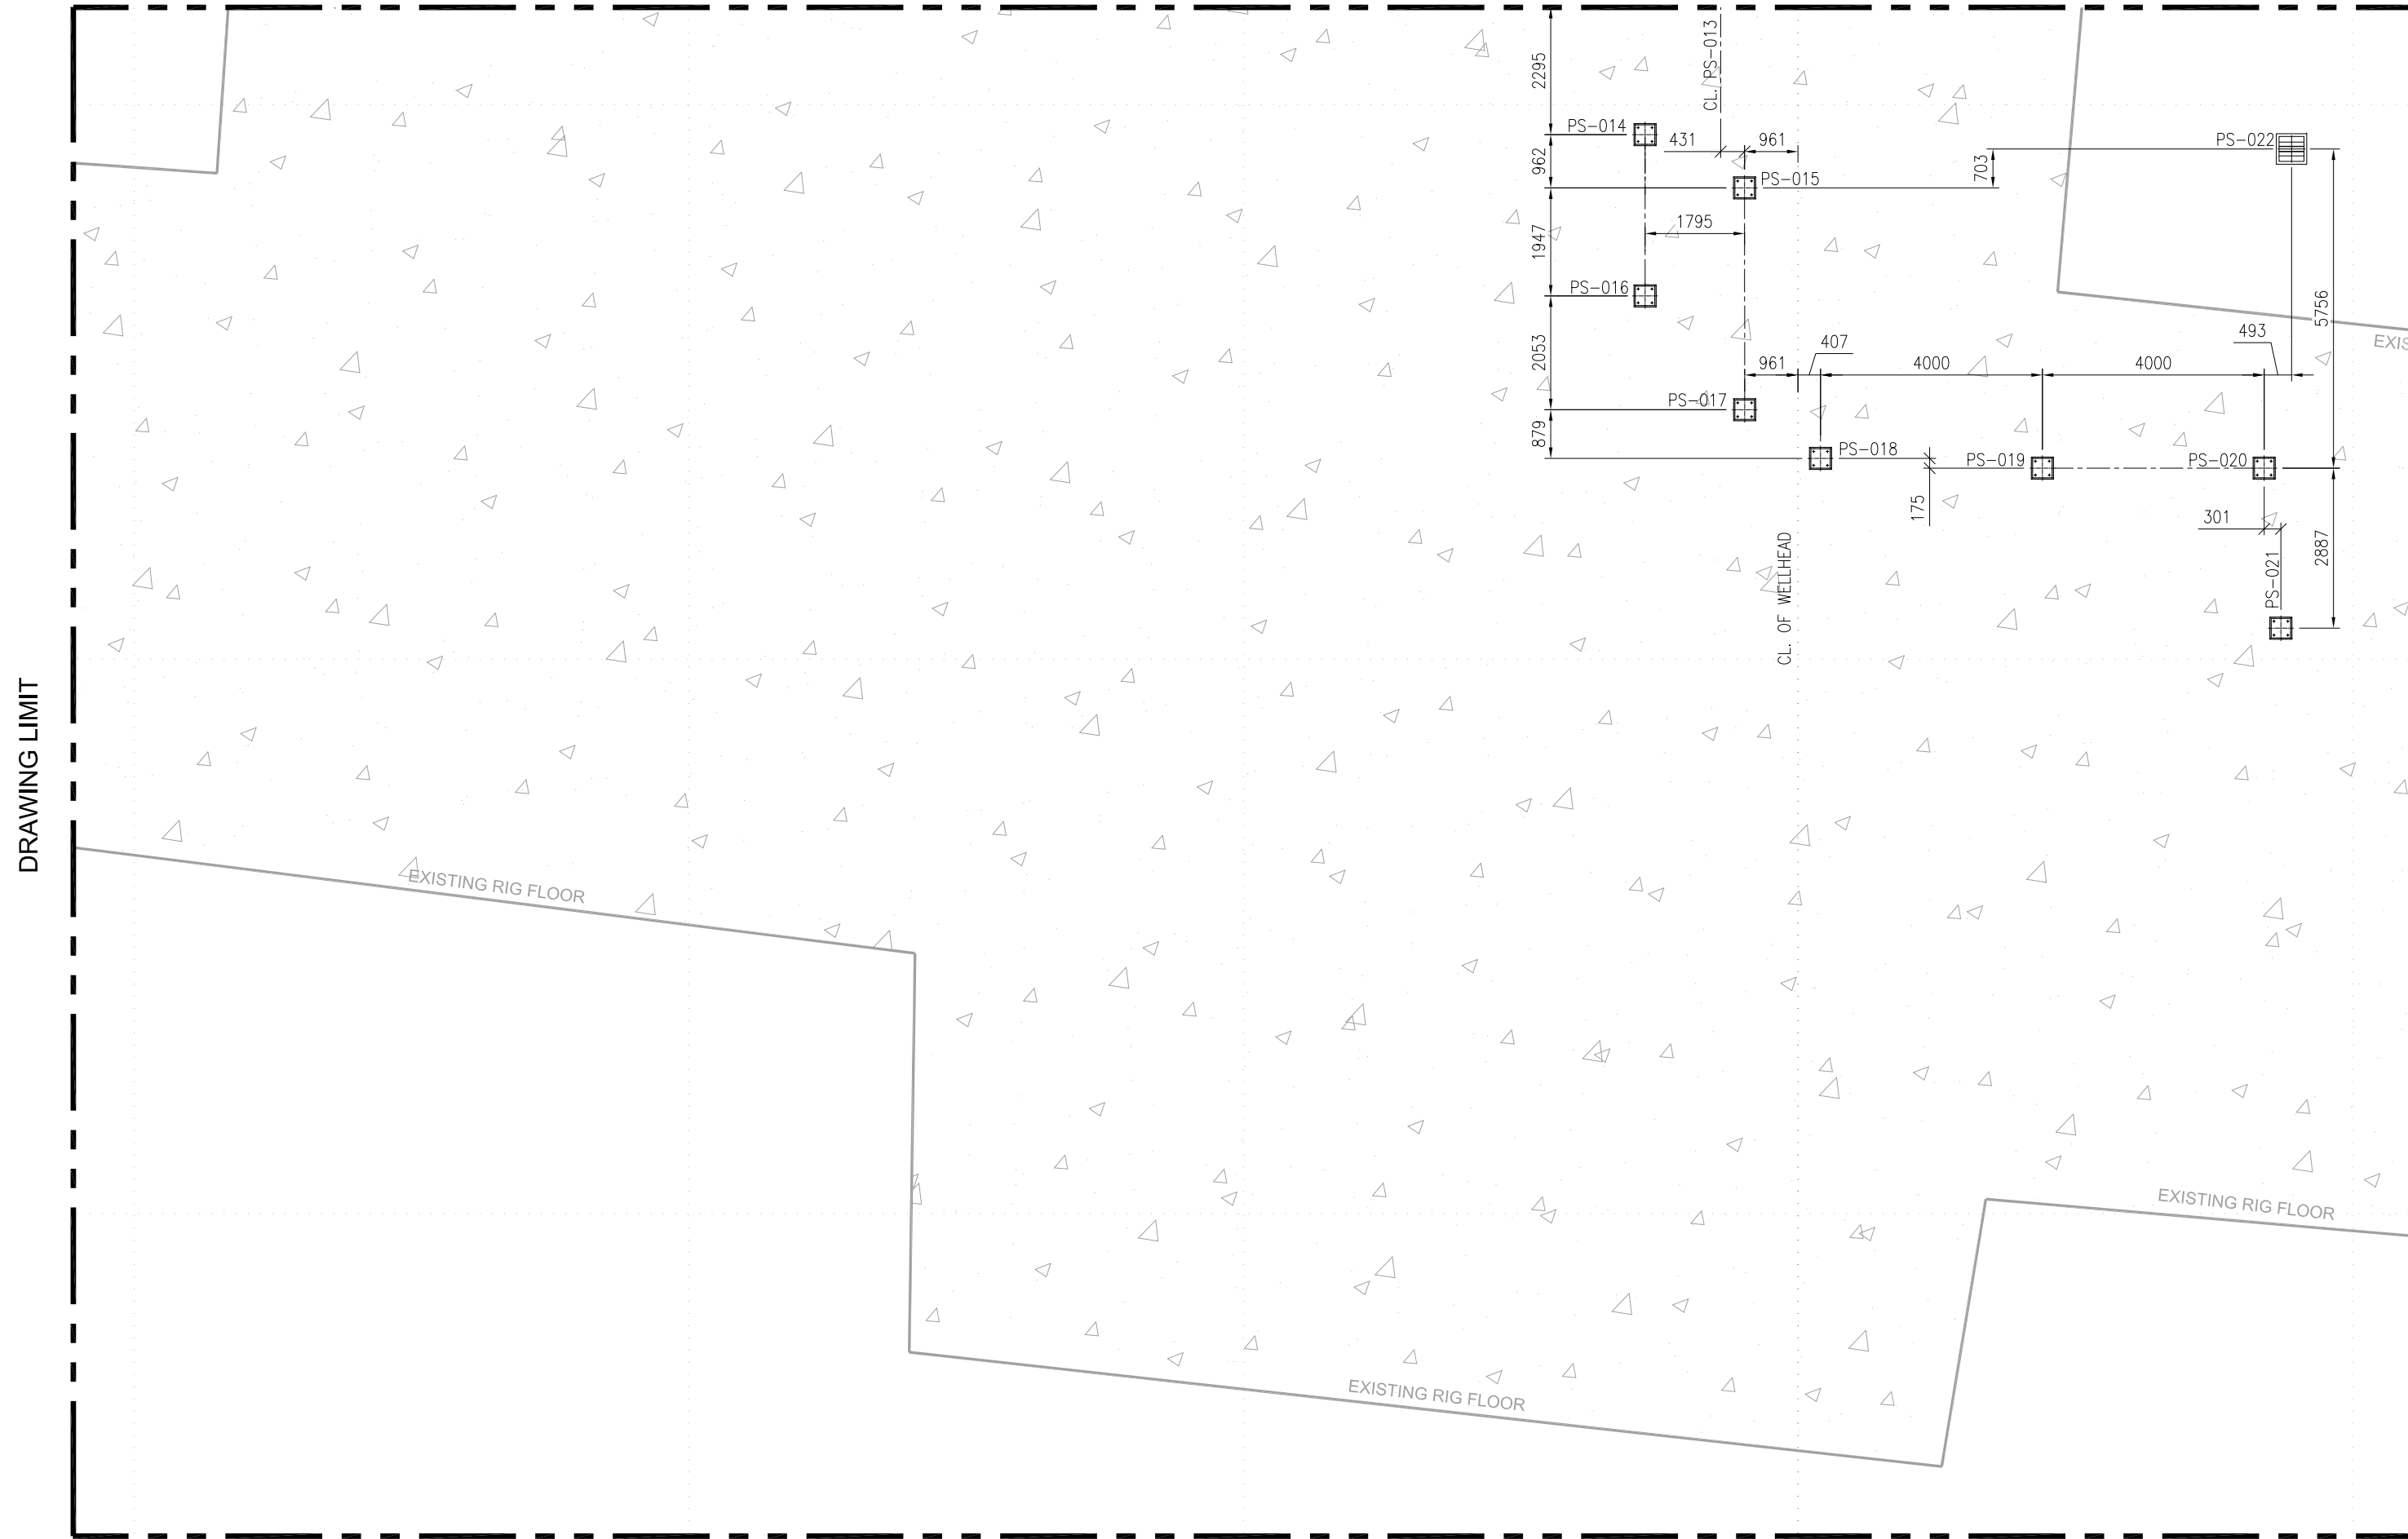 2295
CL. PS-013
PS-014
431
961
PS-022
962
703
PS-015
1947
1795
PS-016
5756
493
407
EXIS
2053
961
4000
4000
PS-017
879
PS-018
PS-019
PS-020
175
301
2887
CL. OF WELLHEAD
PS-021
DRAWING LIMIT
EXISTING RIG FLOOR
EXISTING RIG FLOOR
EXISTING RIG FLOOR